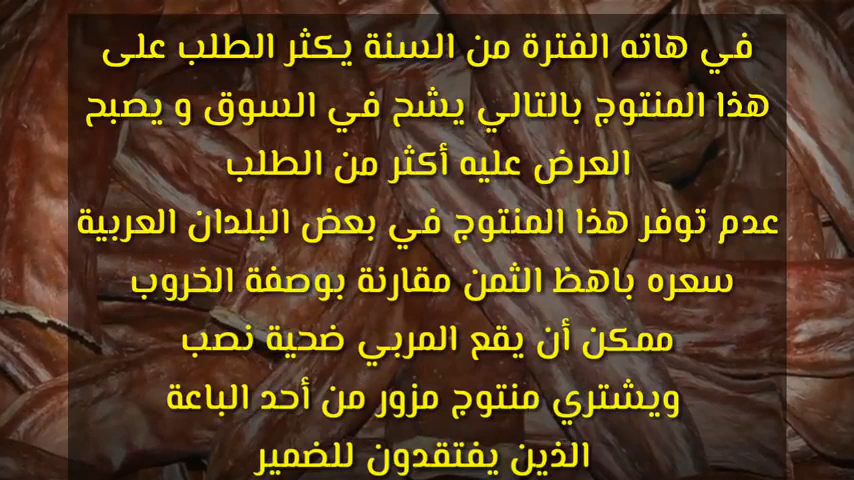 في هاته الفترة من السنة يكثر الطلب على
هذا المنتوج بالتالي يشح في السوق و يصبح
العرض عليه أكثر من الطلب
عدم توفر هذا المنتوج في بعض البلدان العربية
سعره باهظ الثمن مقارنة بوصفة الخروب
ممكن أن يقع المربي ضحية نصب
ويشتري منتوج مزور من أحد الباعة
الذين يفتقدون للضمير